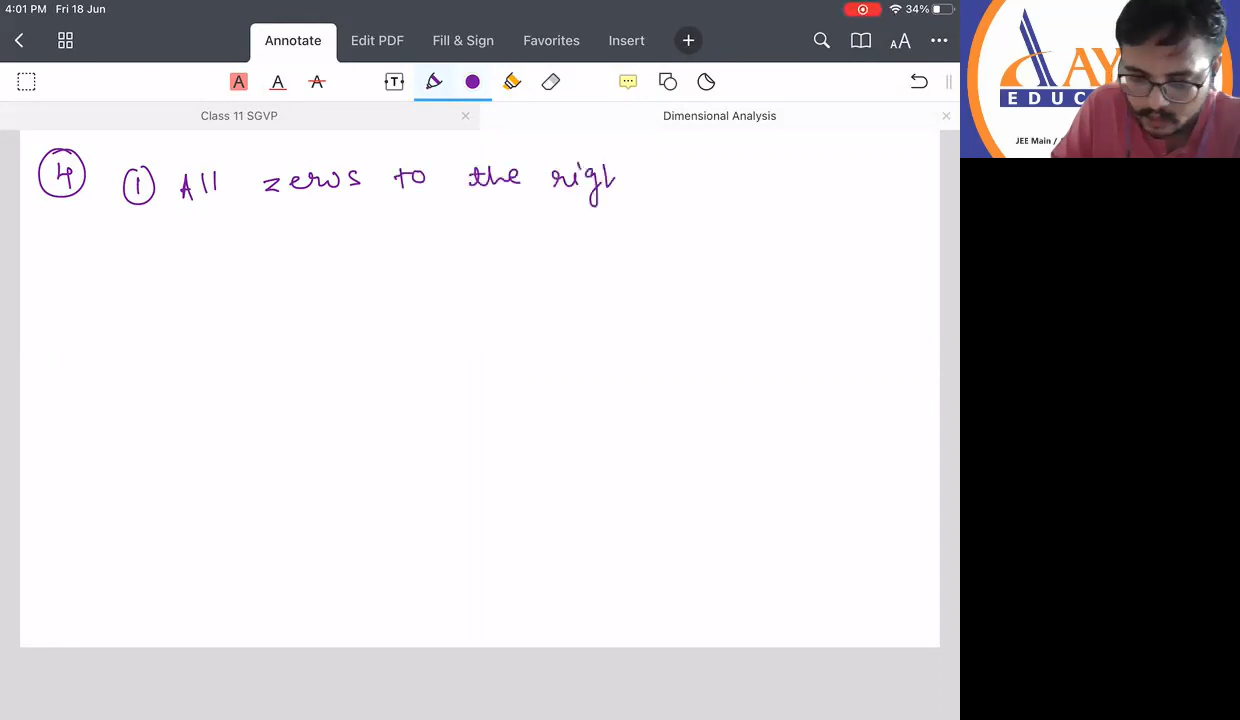 4:01 PM Fri 18 Jun
34%
Annotate Edit PDF Fill & Sign Favorites Insert
Class 11 SGVP
Dimensional Analysis
④ ① All zeros to the righ
AY
EDUC
JEE Main /